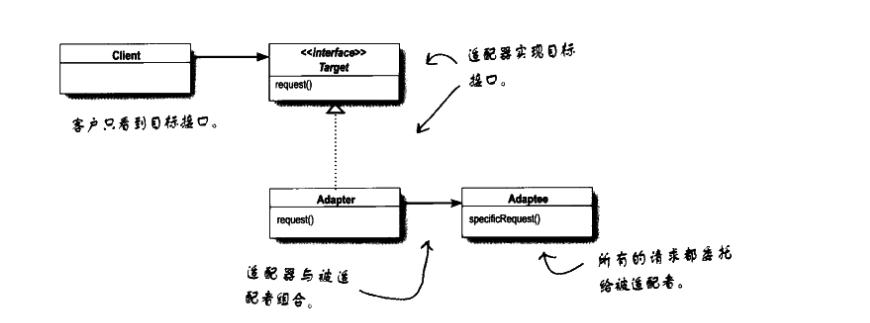 Client
<<interface>>
Target
request()
适配器实现目标
接口。
客户只看到目标接口。
Adapter
request()
Adaptee
specificRequest()
适配器与被适
配者组合。
所有的请求都委托
给被适配者。